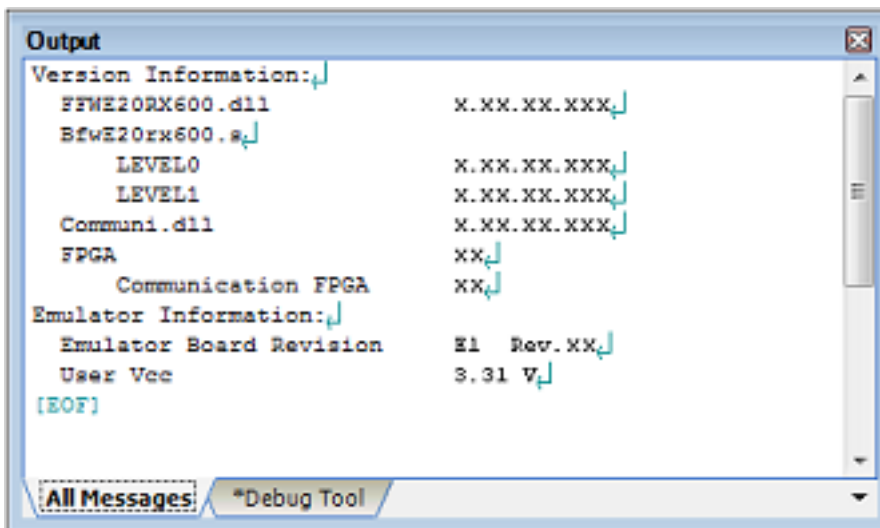 Output
Version Information:
FFWE20RX600.dll X.XX.XX.XXX
BfwE20rx600.s
LEVEL0 X.XX.XX.XXX
LEVEL1 X.XX.XX.XXX
Communi.dll X.XX.XX.XXX
FPGA XX
Communication FPGA XX
Emulator Information:
Emulator Board Revision E1 Rev.XX
User Vcc 3.31 V
[EOF]
All Messages *Debug Tool